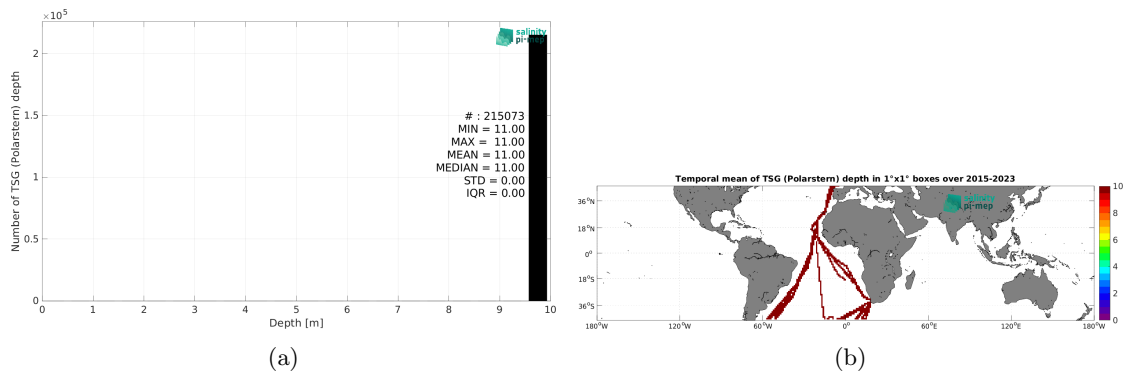 ×10⁵
2
1.5
1
0.5
0
Number of TSG (Polarstern) depth
salinity
pi-mep
# : 215073
MIN = 11.00
MAX = 11.00
MEAN = 11.00
MEDIAN = 11.00
STD = 0.00
IQR = 0.00
0 1 2 3 4 5 6 7 8 9 10
Depth [m]
(a)
Temporal mean of TSG (Polarstern) depth in 1°x1° boxes over 2015-2023
salinity
pi-mep
36°N
18°N
0°
18°S
36°S
180°W 120°W 60°W 0° 60°E 120°E 180°W
10
8
6
4
2
0
(b)